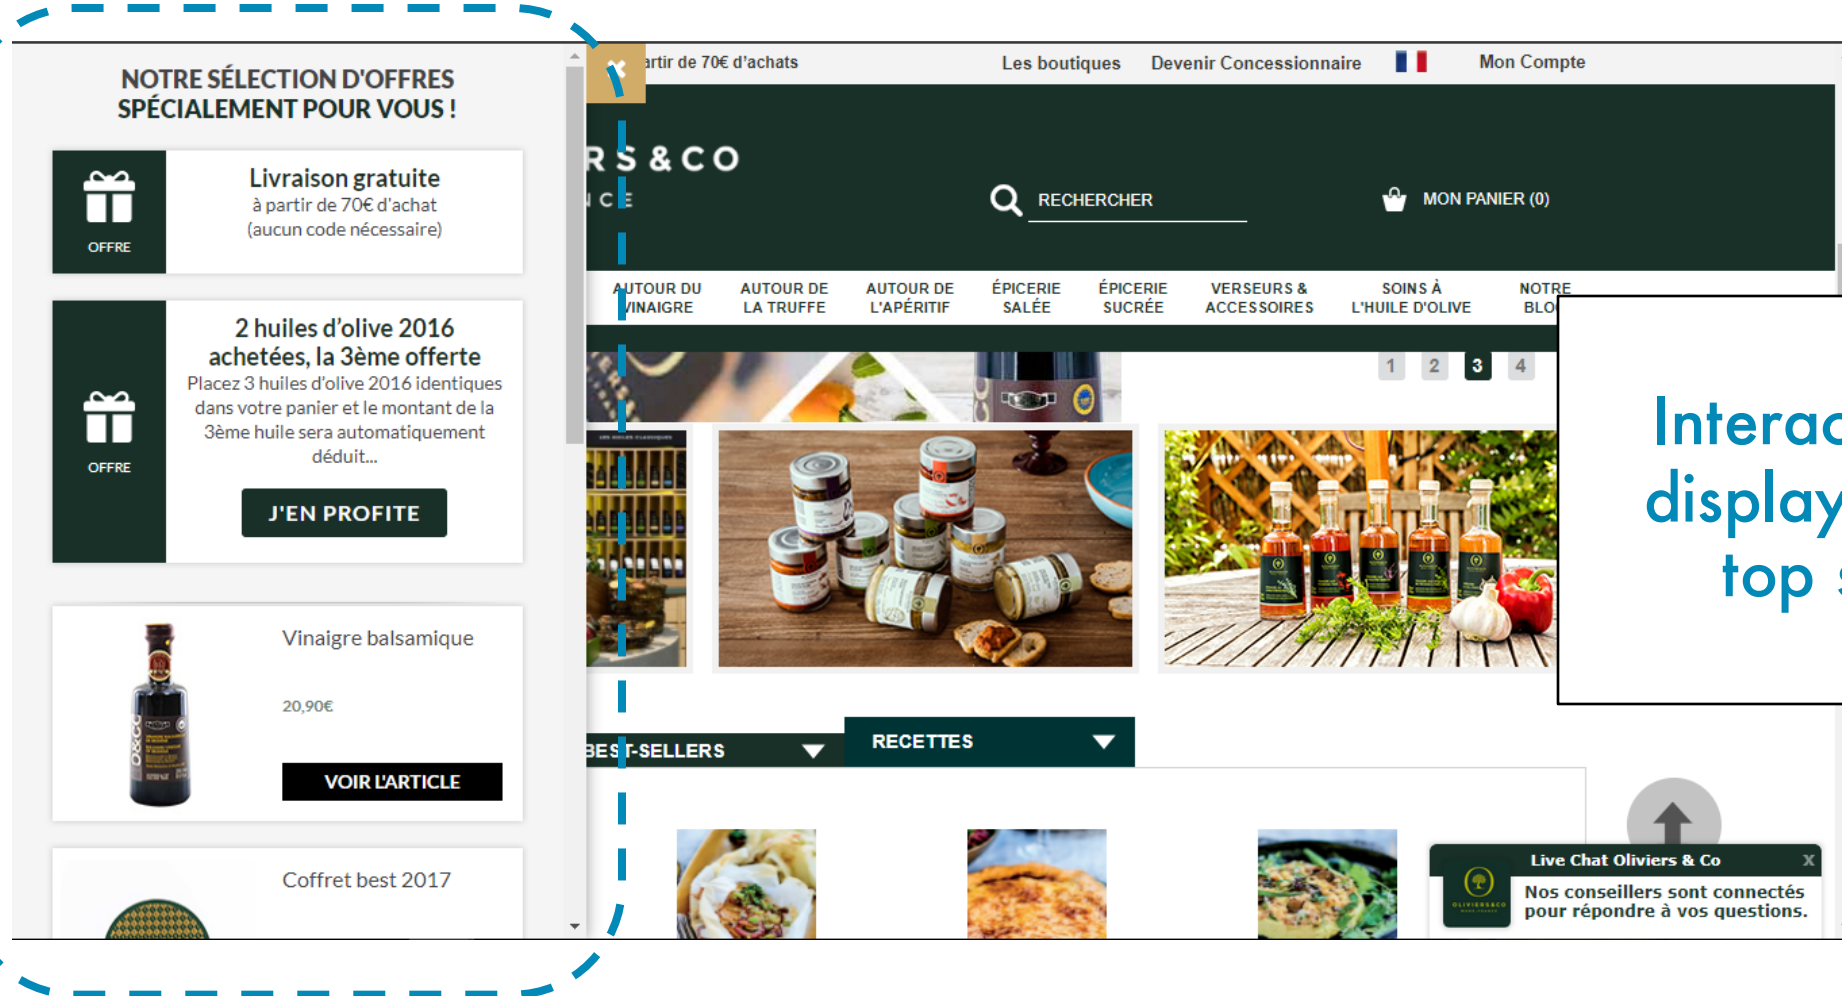 NOTRE SÉLECTION D'OFFRES
SPÉCIALEMENT POUR VOUS !
OFFRE
Livraison gratuite
à partir de 70€ d'achat
(aucun code nécessaire)
OFFRE
2 huiles d'olive 2016
achetées, la 3ème offerte
Placez 3 huiles d'olive 2016 identiques
dans votre panier et le montant de la
3ème huile sera automatiquement
déduit...
J'EN PROFITE
Vinaigre balsamique
20,90€
VOIR L'ARTICLE
Coffret best 2017
artir de 70€ d'achats
Les boutiques
Devenir Concessionnaire
Mon Compte
RS & CO
NCE
RECHERCHER
MON PANIER (0)
AUTOUR DU
VINAIGRE
AUTOUR DE
LA TRUFFE
AUTOUR DE
L'APÉRITIF
ÉPICERIE
SALÉE
ÉPICERIE
SUCRÉE
VERSEURS &
ACCESSOIRES
SOINS À
L'HUILE D'OLIVE
NOTRE
BLO
1 2 3 4
Interac
display
top s
BEST-SELLERS
RECETTES
Live Chat Oliviers & Co X
Nos conseillers sont connectés
pour répondre à vos questions.
OLIVIERS&CO